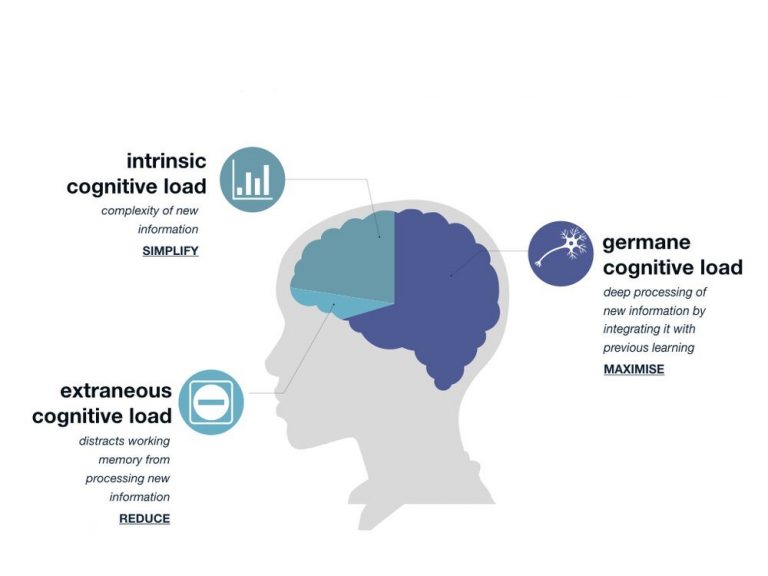 intrinsic
cognitive load
complexity of new
information
SIMPLIFY
germane
cognitive load
deep processing of
new information by
integrating it with
previous learning
MAXIMISE
extraneous
cognitive load
distracts working
memory from
processing new
information
REDUCE